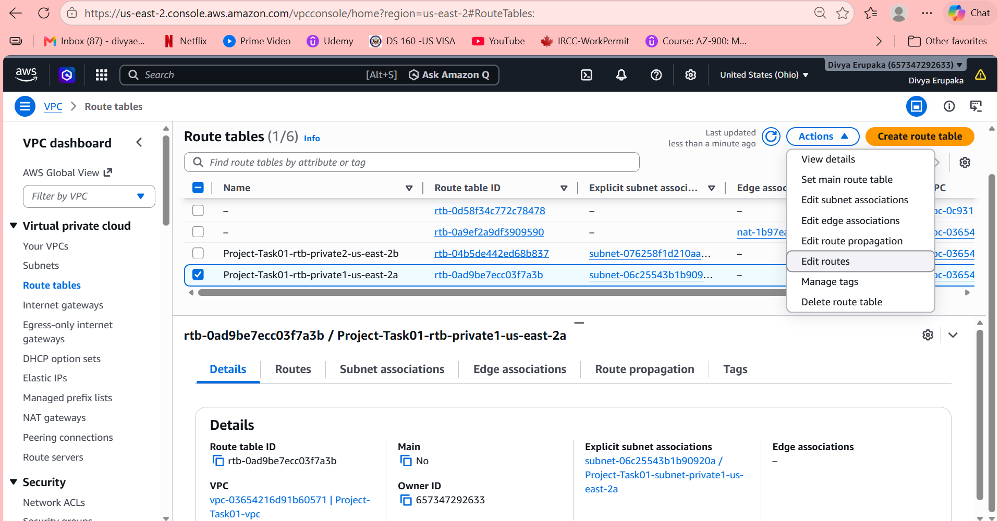 https://us-east-2.console.aws.amazon.com/vpcconsole/home?region=us-east-2#RouteTables:
Chat
Inbox (87) - divyae...
Netflix
Prime Video
Udemy
DS 160 -US VISA
YouTube
IRCC-WorkPermit
Course: AZ-900: M...
Other favorites
aws
Search
[Alt+S]
Ask Amazon Q
United States (Ohio)
Divya Erupaka (657347292633)
Divya Erupaka
VPC
Route tables
VPC dashboard
AWS Global View
Filter by VPC
Virtual private cloud
Your VPCs
Subnets
Route tables
Internet gateways
Egress-only internet
gateways
DHCP option sets
Elastic IPs
Managed prefix lists
NAT gateways
Peering connections
Route servers
Security
Network ACLs
Security groups
Route tables (1/6) Info
Last updated
less than a minute ago
Actions
Create route table
Find route tables by attribute or tag
View details
Set main route table
Edit subnet associations
Edit edge associations
Edit route propagation
Edit routes
Manage tags
Delete route table
Name
Route table ID
Explicit subnet associ...
Edge assoc
PC
–
rtb-0d58f34c772c78478
–
–
pc-0c931
–
rtb-0a9ef2a9df3909590
–
nat-1b97ea
pc-03654
Project-Task01-rtb-private2-us-east-2b
rtb-04b5de442ed68b837
subnet-076258f1d210aa...
–
pc-03654
Project-Task01-rtb-private1-us-east-2a
rtb-0ad9be7ecc03f7a3b
subnet-06c25543b1b909...
–
pc-03654
rtb-0ad9be7ecc03f7a3b / Project-Task01-rtb-private1-us-east-2a
Details
Routes
Subnet associations
Edge associations
Route propagation
Tags
Details
Route table ID
rtb-0ad9be7ecc03f7a3b
Main
No
Explicit subnet associations
subnet-06c25543b1b90920a /
Project-Task01-subnet-private1-us-
east-2a
Edge associations
–
VPC
vpc-03654216d91b60571 | Project-
Task01-vpc
Owner ID
657347292633